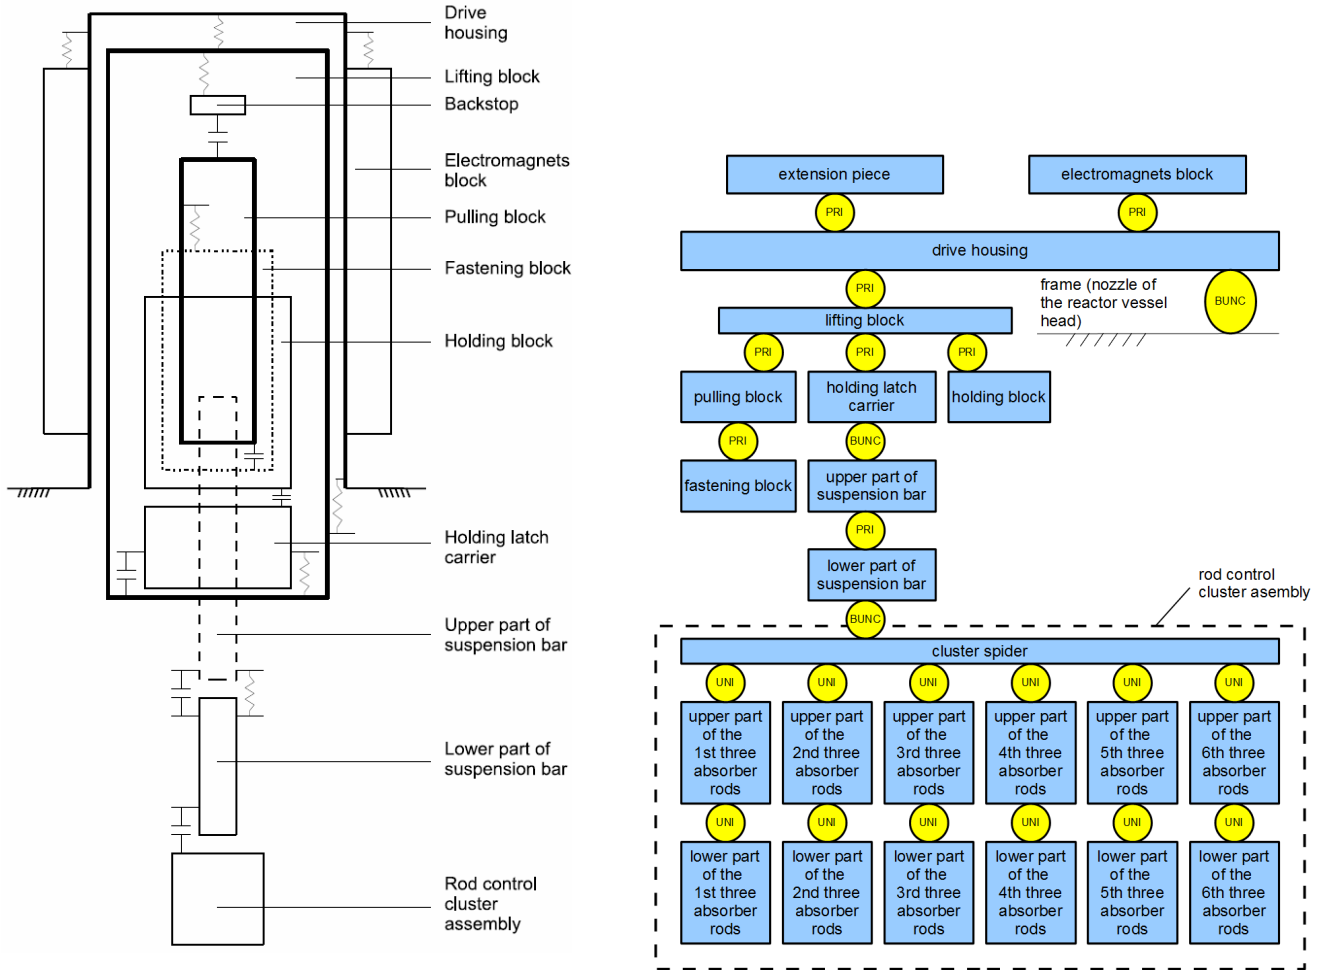 Drive
housing
Lifting block
Backstop
Electromagnets
block
Pulling block
Fastening block
Holding block
Holding latch
carrier
Upper part of
suspension bar
Lower part of
suspension bar
Rod control
cluster
assembly
extension piece
electromagnets block
PRI
PRI
drive housing
PRI
frame (nozzle of
the reactor vessel
head)
BUNC
lifting block
PRI
PRI
PRI
pulling block
holding latch
carrier
holding block
PRI
BUNC
fastening block
upper part of
suspension bar
PRI
lower part of
suspension bar
rod control
cluster asembly
BUNC
cluster spider
UNI
UNI
UNI
UNI
UNI
UNI
upper part
of the
1st three
absorber
rods
upper part
of the
2nd three
absorber
rods
upper part
of the
3rd three
absorber
rods
upper part
of the
4th three
absorber
rods
upper part
of the
5th three
absorber
rods
upper part
of the
6th three
absorber
rods
UNI
UNI
UNI
UNI
UNI
UNI
lower part
of the
1st three
absorber
rods
lower part
of the
2nd three
absorber
rods
lower part
of the
3rd three
absorber
rods
lower part
of the
4th three
absorber
rods
lower part
of the
5th three
absorber
rods
lower part
of the
6th three
absorber
rods